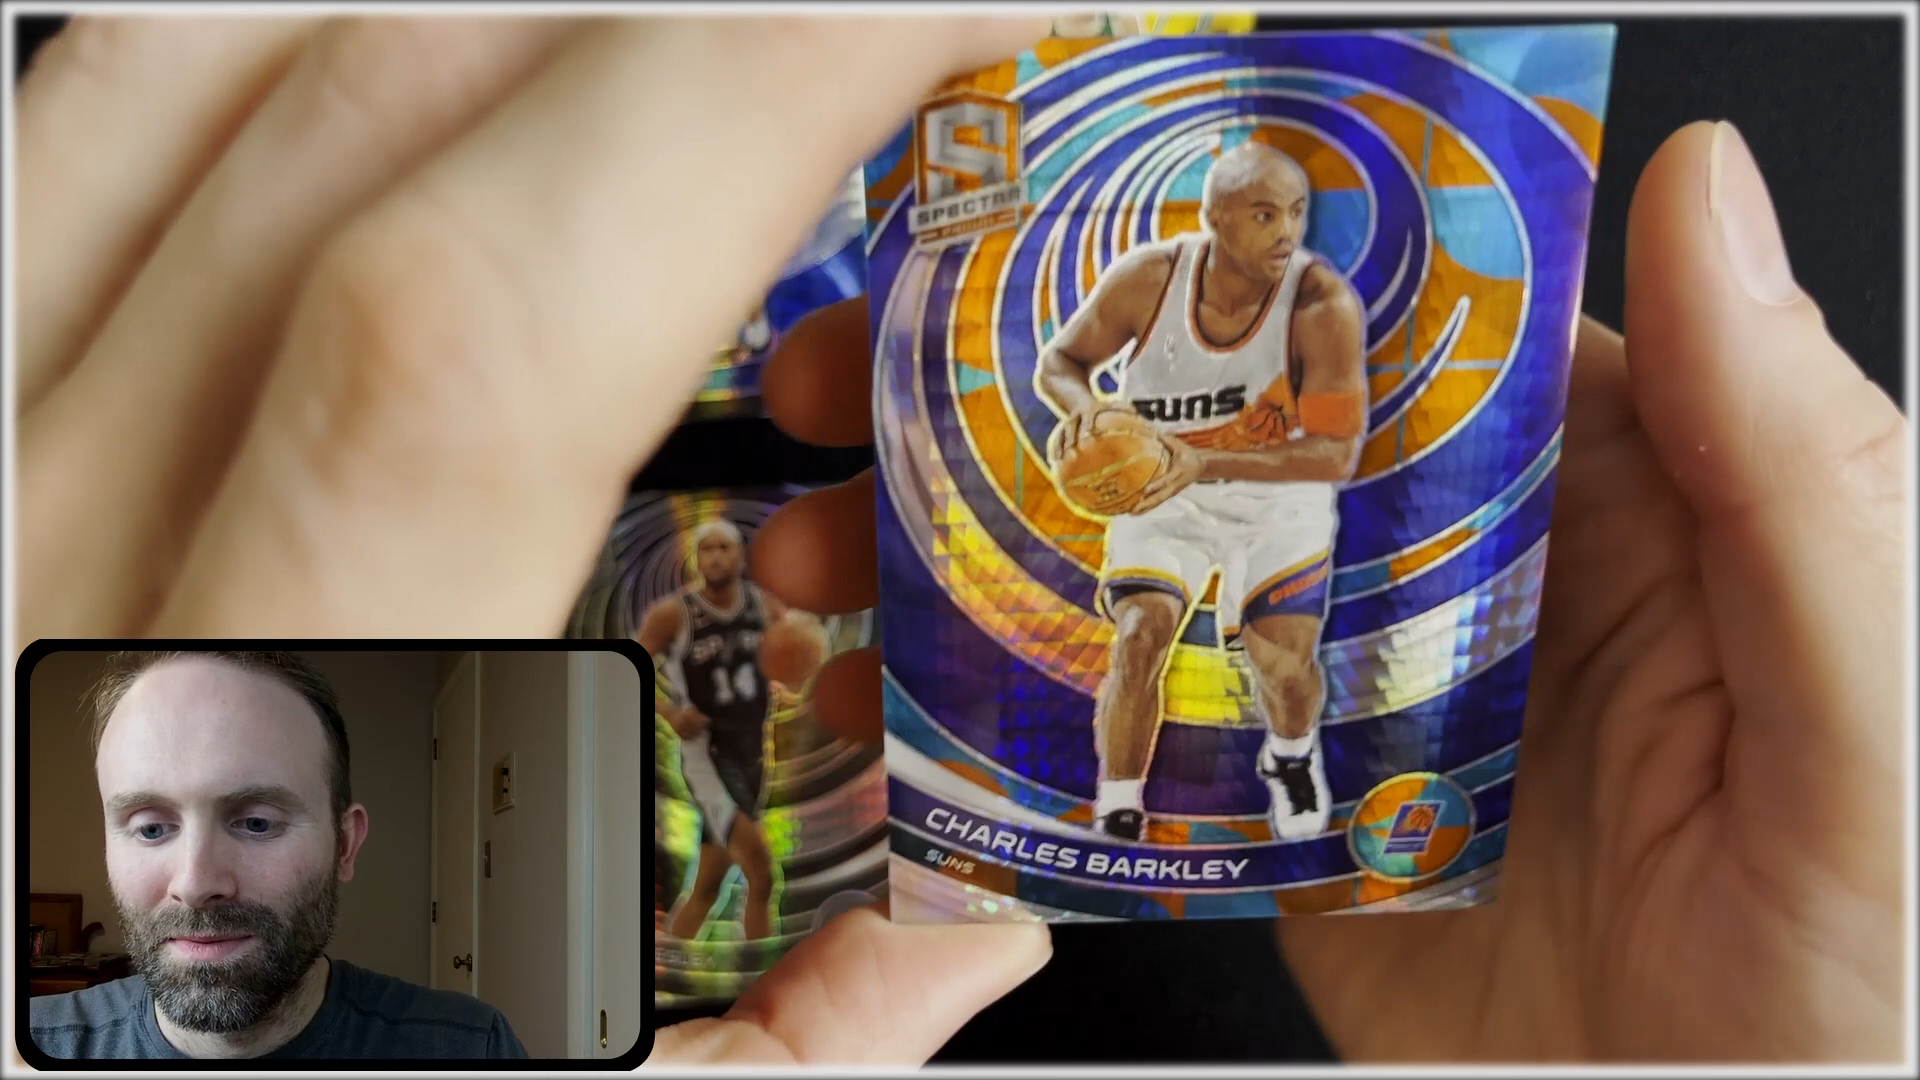 S
SPECTRA
PANINI
SUNS
14
CHARLES BARKLEY
SUNS